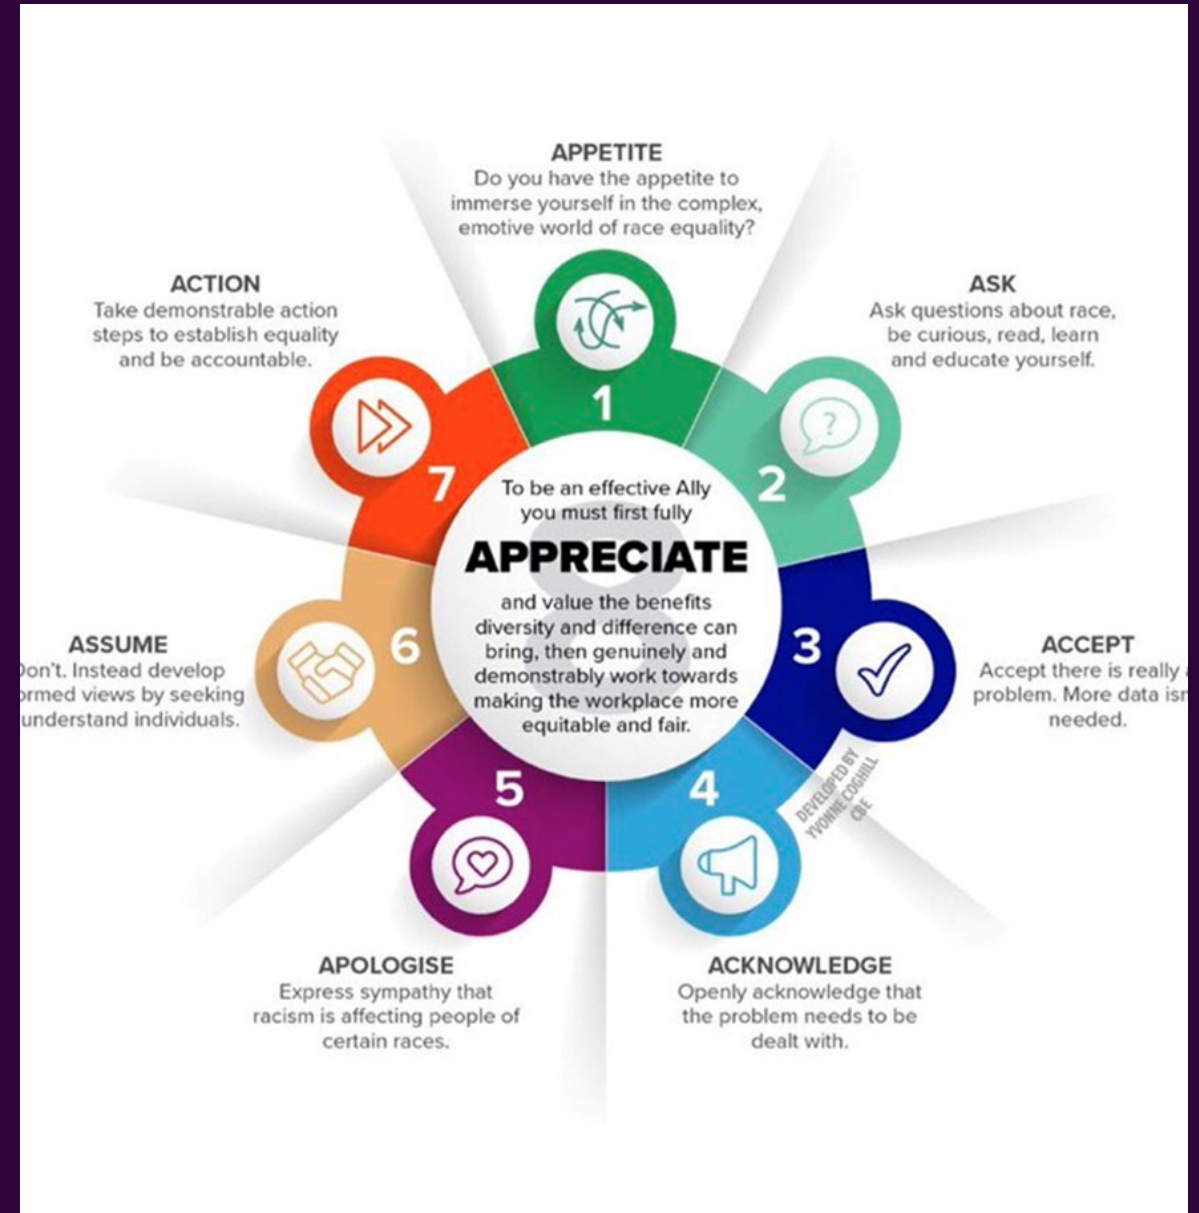 APPETITE
Do you have the appetite to
immerse yourself in the complex,
emotive world of race equality?
1
ASK
Ask questions about race,
be curious, read, learn
and educate yourself.
?
2
ACCEPT
Accept there is really
problem. More data isn
needed.
3
ACKNOWLEDGE
Openly acknowledge that
the problem needs to be
dealt with.
4
APOLOGISE
Express sympathy that
racism is affecting people of
certain races.
5
ASSUME
Don't. Instead develop
ormed views by seeking
understand individuals.
6
ACTION
Take demonstrable action
steps to establish equality
and be accountable.
7
8
To be an effective Ally
you must first fully
APPRECIATE
and value the benefits
diversity and difference can
bring, then genuinely and
demonstrably work towards
making the workplace more
equitable and fair.
DEVELOPED BY
YVONNE COGHILL
CBE